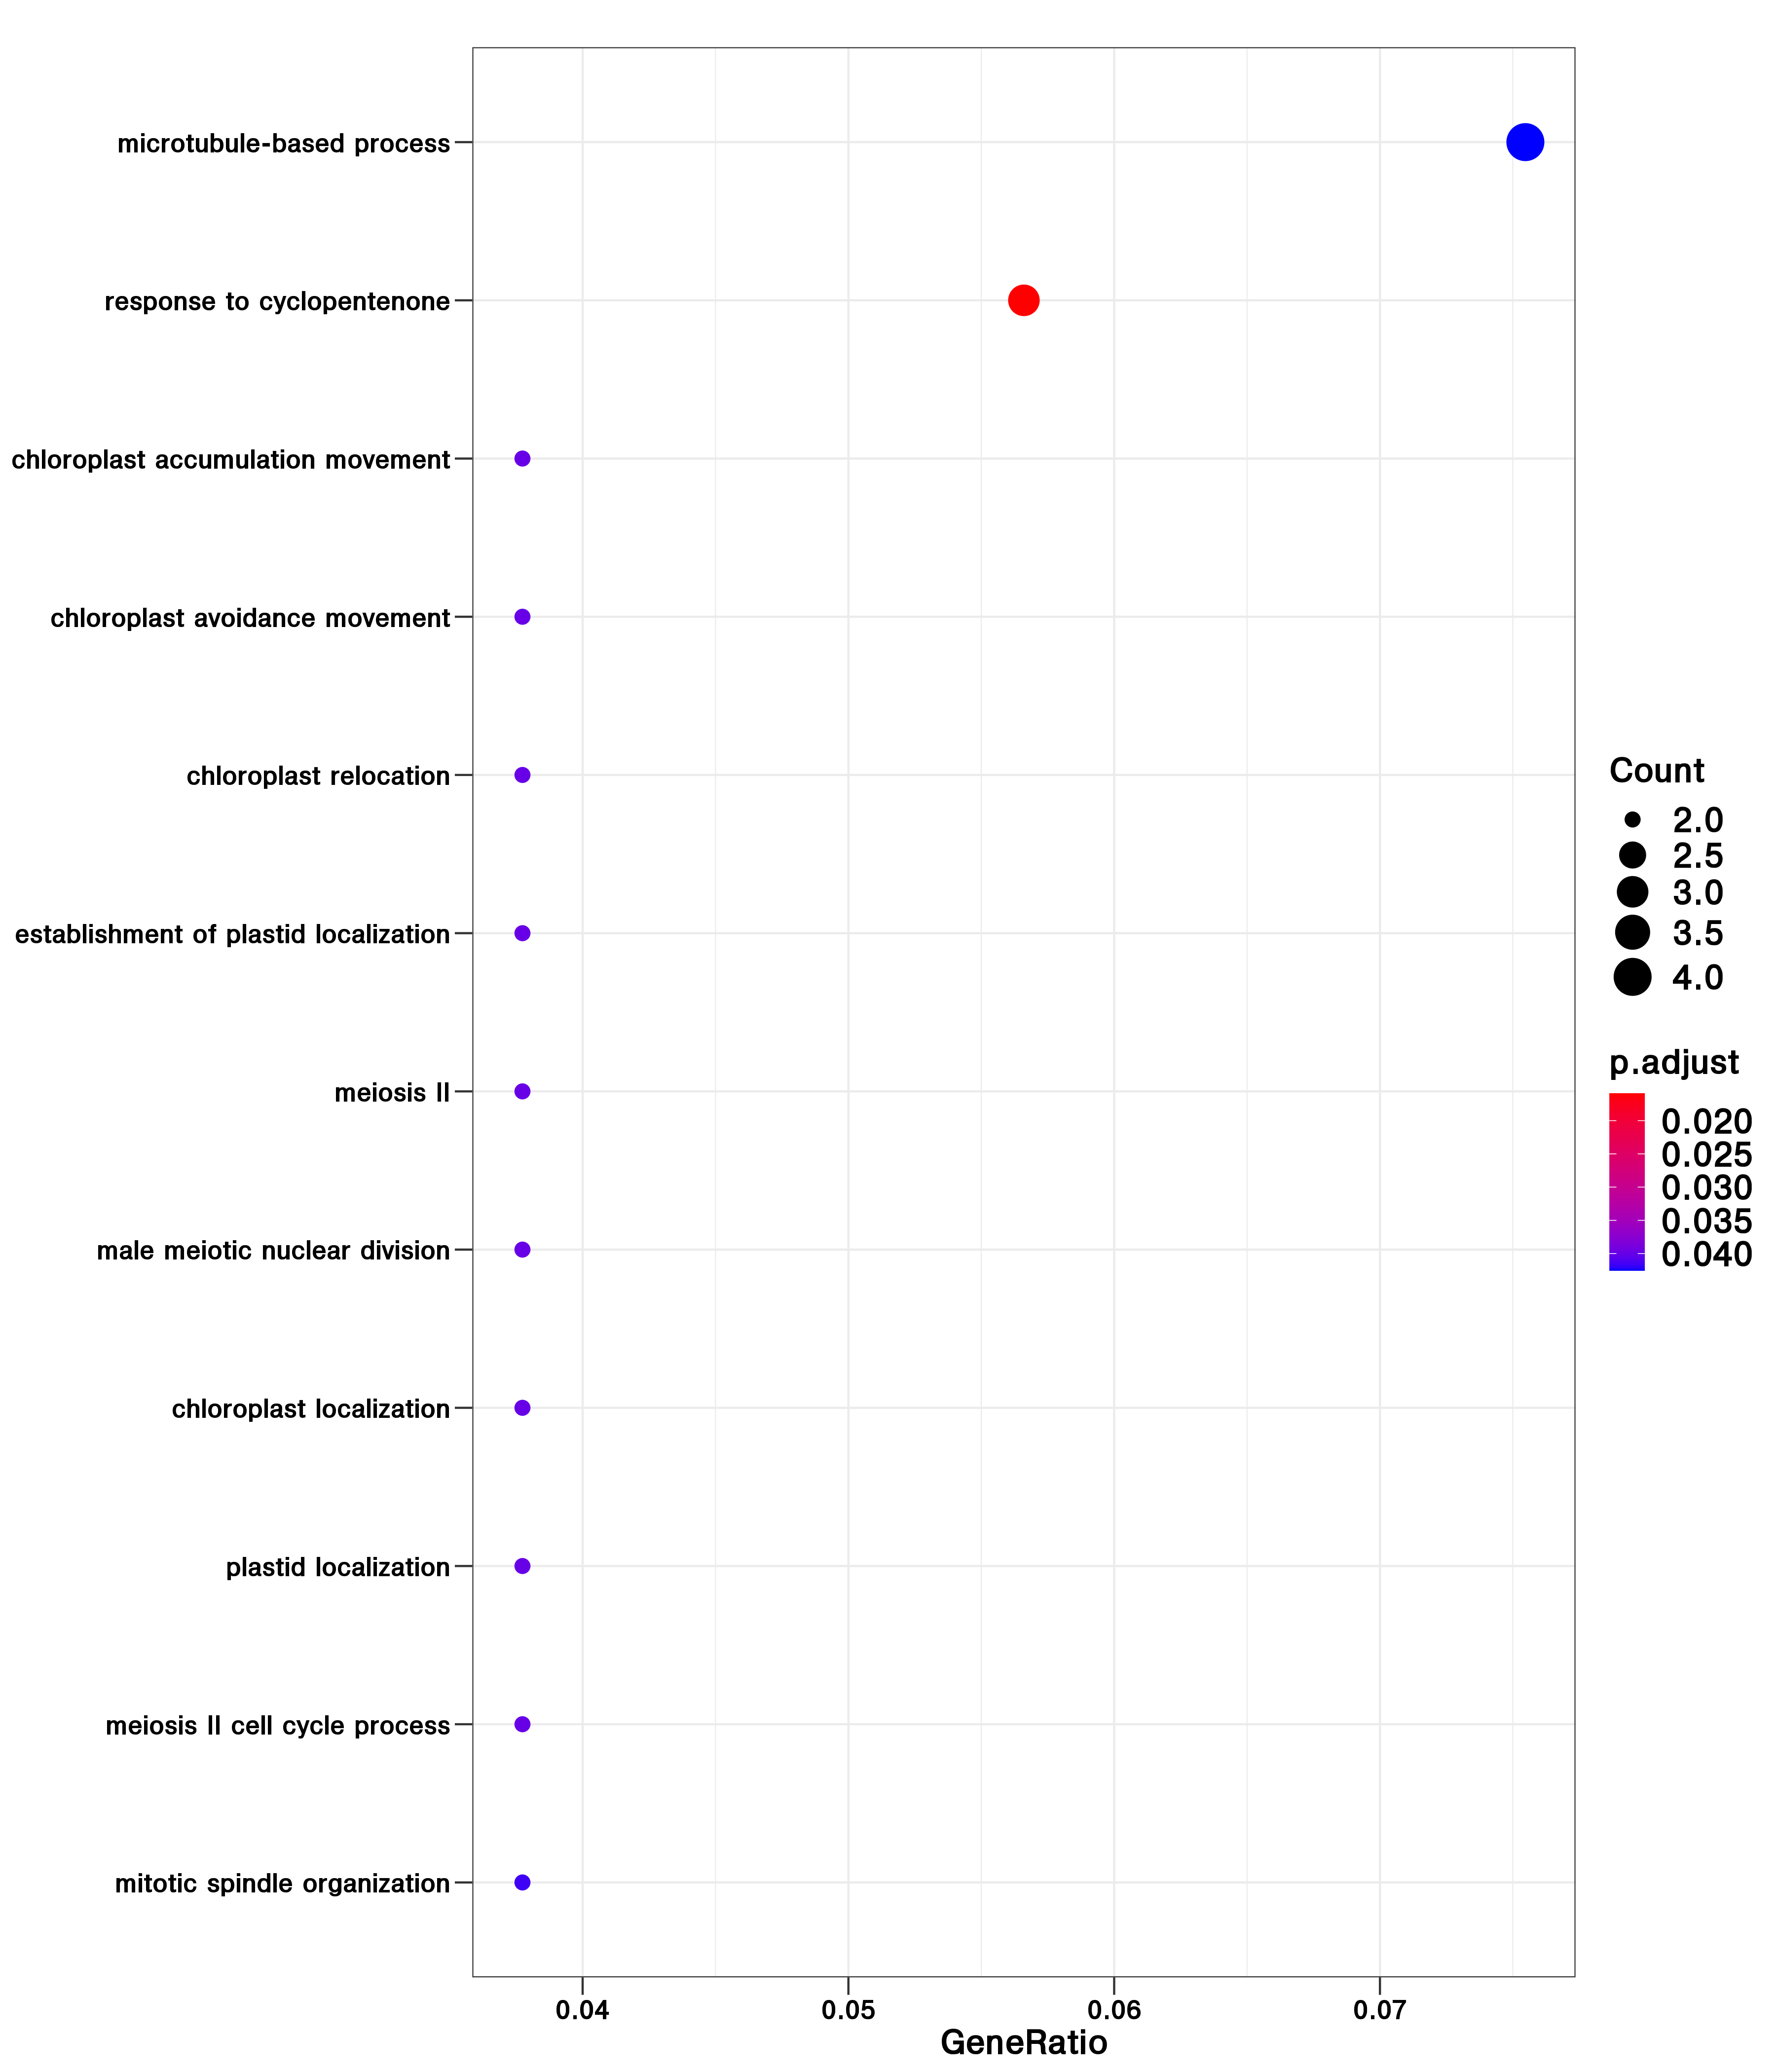 microtubule-based process
response to cyclopentenone
chloroplast accumulation movement
chloroplast avoidance movement
chloroplast relocation
establishment of plastid localization
meiosis II
male meiotic nuclear division
chloroplast localization
plastid localization
meiosis II cell cycle process
mitotic spindle organization
0.04 0.05 0.06 0.07
GeneRatio
Count
2.0
2.5
3.0
3.5
4.0
p.adjust
0.020
0.025
0.030
0.035
0.040